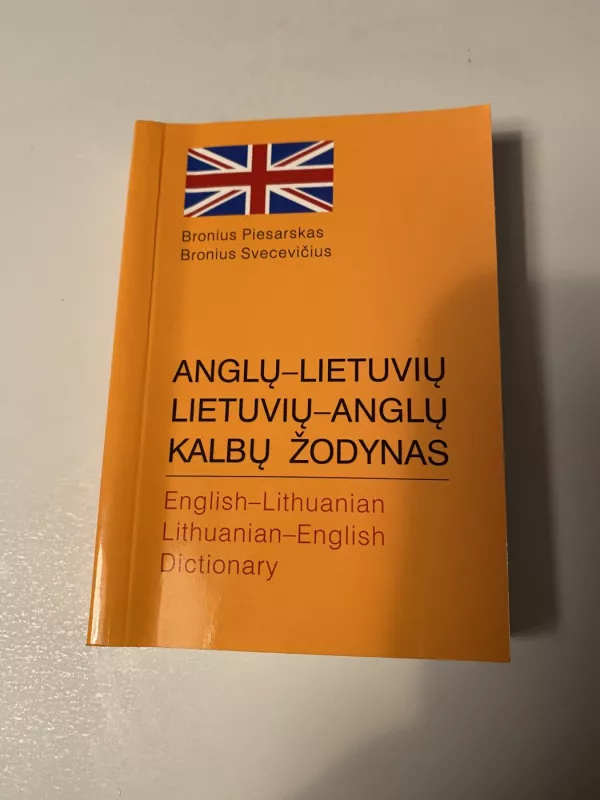 Bronius Piesarskas
Bronius Svecevičius
ANGLŲ–LIETUVIŲ
LIETUVIŲ–ANGLŲ
KALBŲ ŽODYNAS
English–Lithuanian
Lithuanian–English
Dictionary